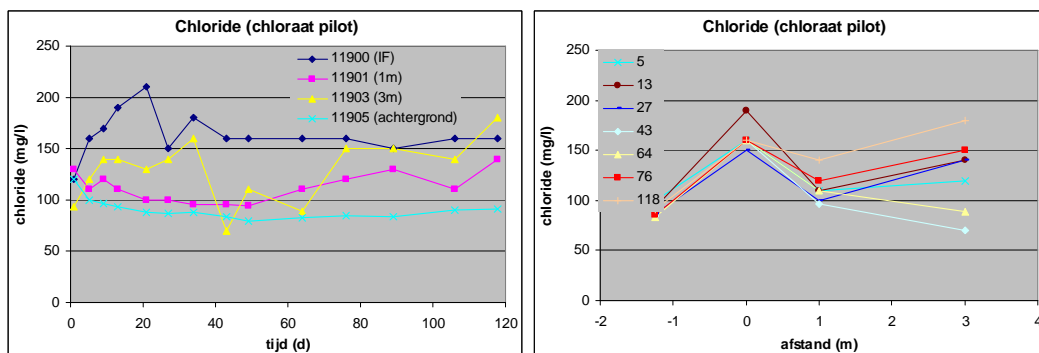 Chloride (chloraat pilot)
250
200
150
100
50
0
chloride (mg/l)
0 20 40 60 80 100 120
tijd (d)
11900 (IF)
11901 (1m)
11903 (3m)
11905 (achtergrond)
Chloride (chloraat pilot)
250
200
150
100
50
0
chloride (mg/l)
-2 -1 0 1 2 3 4
afstand (m)
5
13
27
43
64
76
118